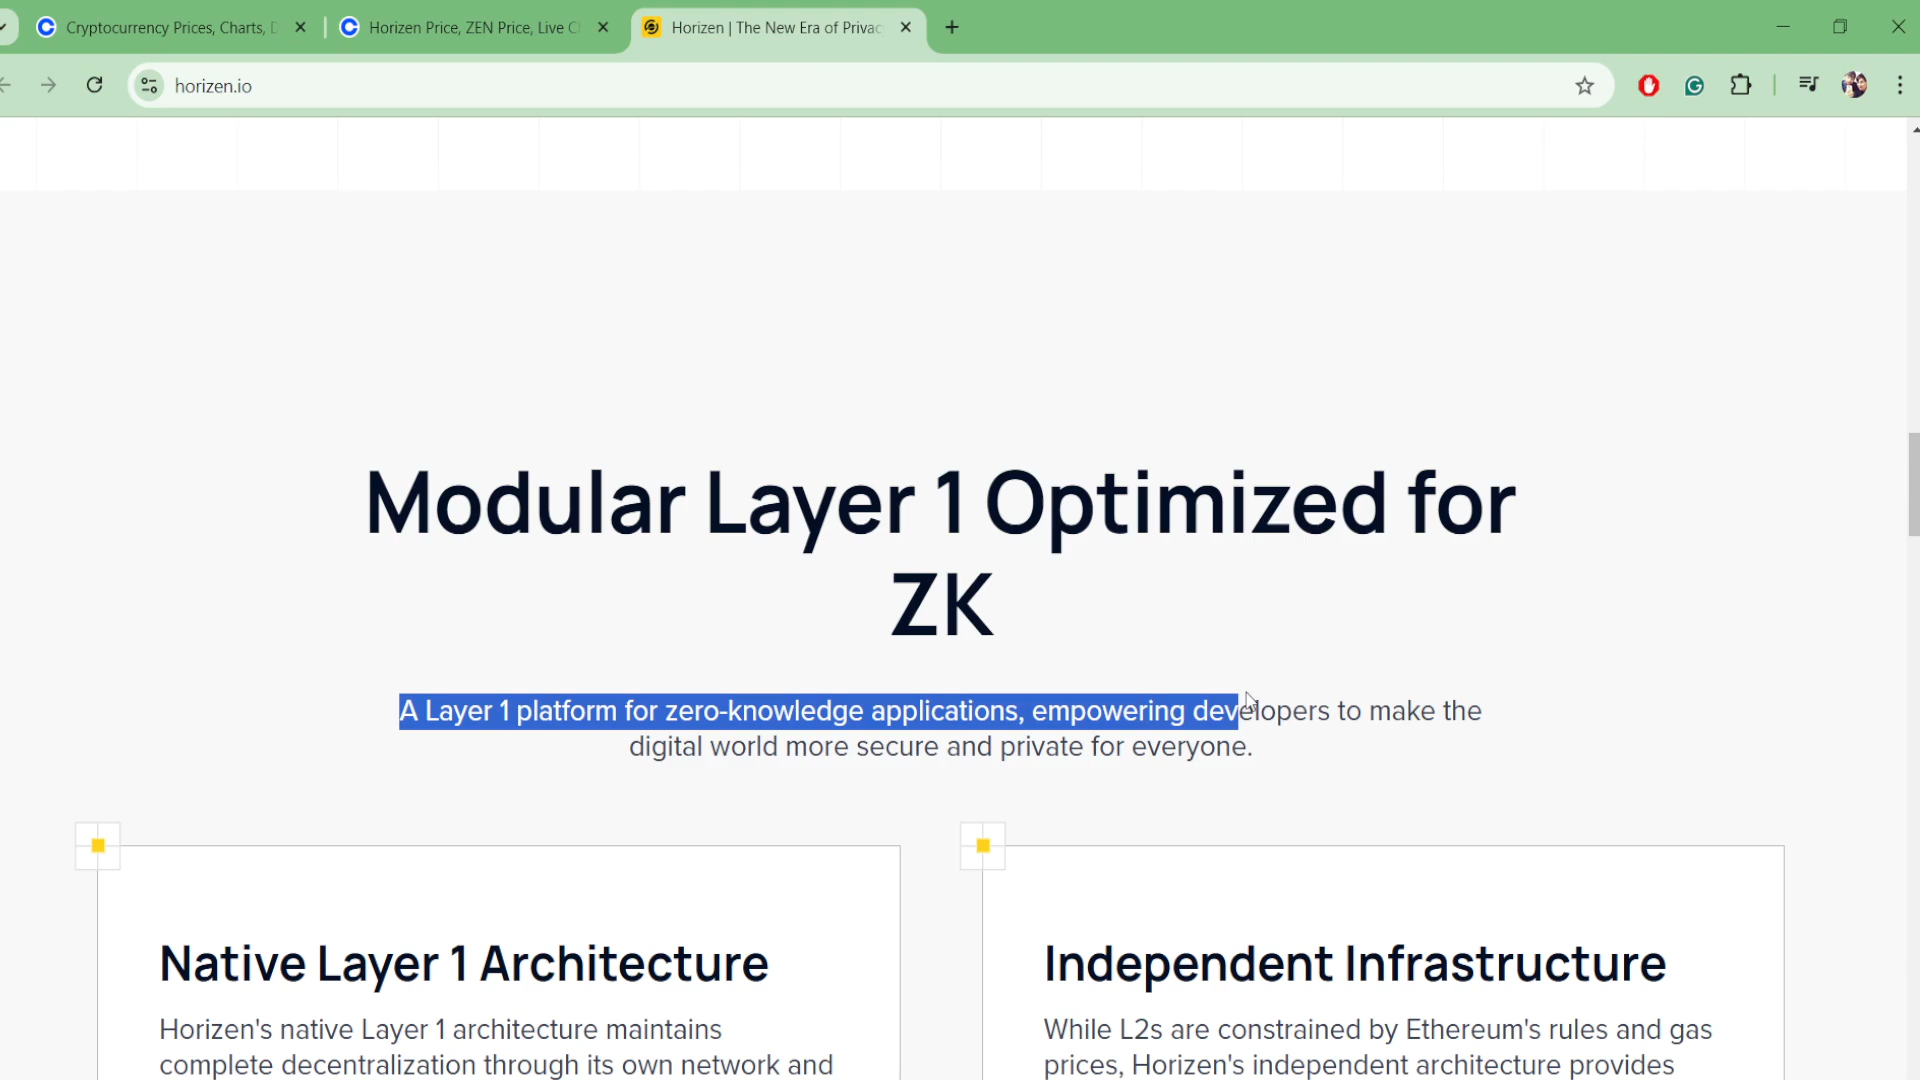 Cryptocurrency Prices, Charts, D
Horizen Price, ZEN Price, Live C
Horizen | The New Era of Privac
horizen.io
Modular Layer 1 Optimized for
ZK
A Layer 1 platform for zero-knowledge applications, empowering developers to make the
digital world more secure and private for everyone.
Native Layer 1 Architecture
Horizen's native Layer 1 architecture maintains
complete decentralization through its own network and
Independent Infrastructure
While L2s are constrained by Ethereum's rules and gas
prices, Horizen's independent architecture provides